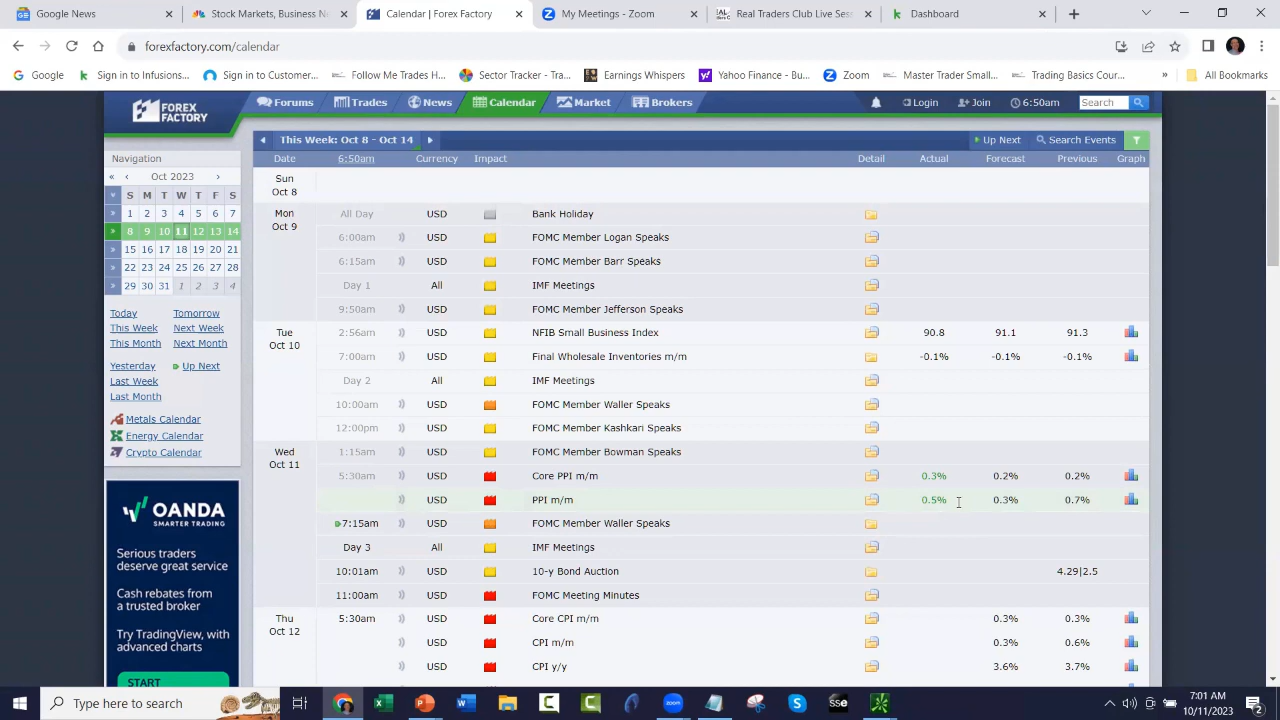 Google News
Stock Markets, Business N
Calendar | Forex Factory
My Meetings - Zoom
Real Traders Club Live Sess
Dashboard
forexfactory.com/calendar
Google
Sign in to Infusions...
Sign in to Customer...
Follow Me Trades H...
Sector Tracker - Tra...
Earnings Whispers
Yahoo Finance - Bu...
Zoom
Master Trader Smal...
Trading Basics Cour...
»
All Bookmarks
FOREX FACTORY
Forums
Trades
News
Calendar
Market
Brokers
Login
Join
6:50am
Search
Navigation
« ‹ Oct 2023 ›
S M T W T F S
1 2 3 4 5 6 7
8 9 10 11 12 13 14
15 16 17 18 19 20 21
22 23 24 25 26 27 28
29 30 31 1 2 3 4
Today Tomorrow
This Week Next Week
This Month Next Month
Yesterday Up Next
Last Week
Last Month
Metals Calendar
Energy Calendar
Crypto Calendar
OANDA
SMARTER TRADING
Serious traders
deserve great service
Cash rebates from
a trusted broker
Try TradingView, with
advanced charts
START
This Week: Oct 8 - Oct 14
Up Next
Search Events
Date 6:50am Currency Impact Detail Actual Forecast Previous Graph
Sun
Oct 8
Mon
Oct 9
All Day USD Bank Holiday
6:00am USD FOMC Member Logan Speaks
6:15am USD FOMC Member Barr Speaks
Day 1 All IMF Meetings
9:50am USD FOMC Member Jefferson Speaks
Tue
Oct 10
2:56am USD NFIB Small Business Index 90.8 91.1 91.3
7:00am USD Final Wholesale Inventories m/m -0.1% -0.1% -0.1%
Day 2 All IMF Meetings
10:00am USD FOMC Member Waller Speaks
12:00pm USD FOMC Member Kashkari Speaks
Wed
Oct 11
1:15am USD FOMC Member Bowman Speaks
5:30am USD Core PPI m/m 0.3% 0.2% 0.2%
USD PPI m/m 0.5% 0.3% 0.7%
7:15am USD FOMC Member Waller Speaks
Day 3 All IMF Meetings
10:01am USD 10-y Bond Auction 4.29|2.5
11:00am USD FOMC Meeting Minutes
Thu
Oct 12
5:30am USD Core CPI m/m 0.3% 0.3%
USD CPI m/m 0.3% 0.6%
USD CPI y/y 3.6% 3.7%
Type here to search
SSe
7:01 AM
10/11/2023
2